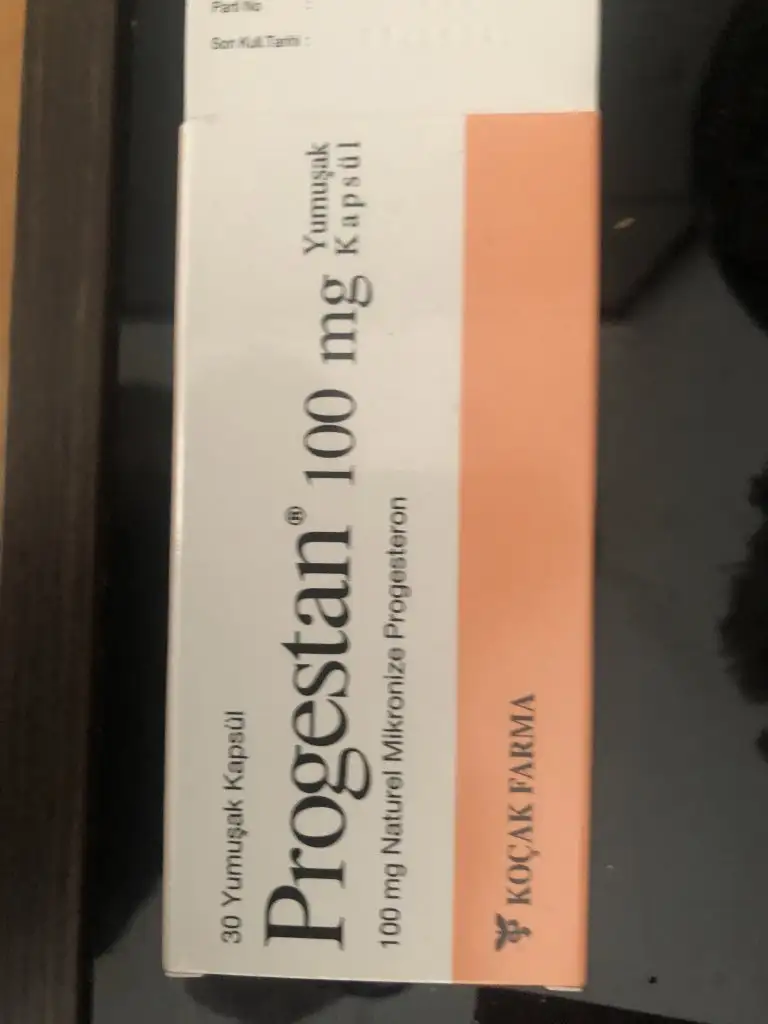 Parti No :
Son Kul.Tarihi :
30 Yumuşak Kapsül
Progestan® 100 mg Yumuşak Kapsül
100 mg Naturel Mikronize Progesteron
KOÇAK FARMA